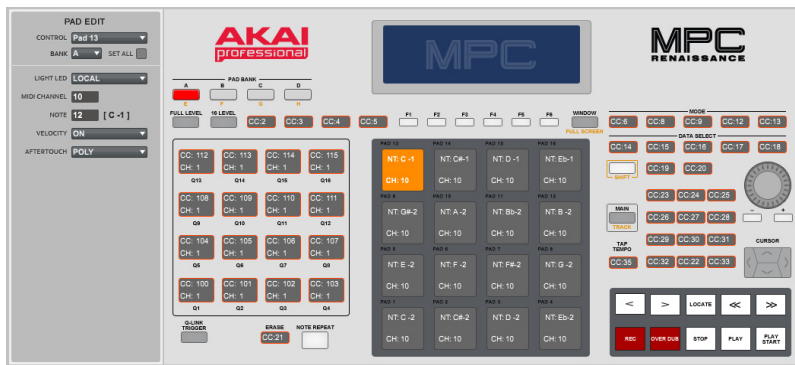 PAD EDIT
CONTROL Pad 13
BANK A SET ALL
LIGHT LED LOCAL
MIDI CHANNEL 10
NOTE 12 [ C -1 ]
VELOCITY ON
AFTERTOUCH POLY
AKAI
professional
MPC
MPC
RENAISSANCE
PAD BANK
A B C D
E F G H
FULL LEVEL 16 LEVEL CC:2 CC:3 CC:4 CC:5 F1 F2 F3 F4 F5 F6 WINDOW
FULL SCREEN
MODE
CC:6 CC:8 CC:9 CC:12 CC:13
DATA SELECT
CC:14 CC:15 CC:16 CC:17 CC:18
SHIFT CC:19 CC:20
CC:23 CC:24 CC:25
MAIN
TRACK
CC:26 CC:27 CC:28
- +
TAP TEMPO
CC:29 CC:30 CC:31
CURSOR
CC:35 CC:32 CC:22 CC:33
CC: 112 CC: 113 CC: 114 CC: 115
CH: 1 CH: 1 CH: 1 CH: 1
Q13 Q14 Q15 Q16
CC: 108 CC: 109 CC: 110 CC: 111
CH: 1 CH: 1 CH: 1 CH: 1
Q9 Q10 Q11 Q12
CC: 104 CC: 105 CC: 106 CC: 107
CH: 1 CH: 1 CH: 1 CH: 1
Q5 Q6 Q7 Q8
CC: 100 CC: 101 CC: 102 CC: 103
CH: 1 CH: 1 CH: 1 CH: 1
Q1 Q2 Q3 Q4
Q-LINK TRIGGER
ERASE
CC:21
NOTE REPEAT
PAD 13 PAD 14 PAD 15 PAD 16
NT: C -1 NT: C#-1 NT: D -1 NT: Eb-1
CH: 10 CH: 10 CH: 10 CH: 10
PAD 9 PAD 10 PAD 11 PAD 12
NT: G#-2 NT: A -2 NT: Bb-2 NT: B -2
CH: 10 CH: 10 CH: 10 CH: 10
PAD 5 PAD 6 PAD 7 PAD 8
NT: E -2 NT: F -2 NT: F#-2 NT: G -2
CH: 10 CH: 10 CH: 10 CH: 10
PAD 1 PAD 2 PAD 3 PAD 4
NT: C -2 NT: C#-2 NT: D -2 NT: Eb-2
CH: 10 CH: 10 CH: 10 CH: 10
< > LOCATE << >>
REC OVER DUB STOP PLAY PLAY START